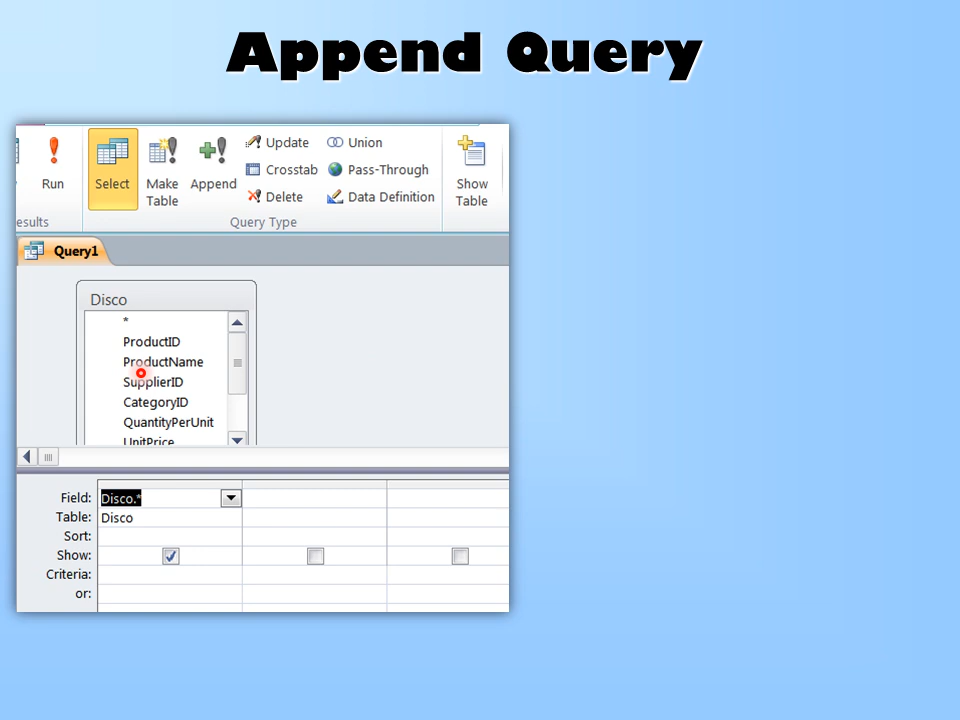 Append Query
Run
Select
Make Table
Append
Update
Crosstab
Delete
Union
Pass-Through
Data Definition
Show Table
esults
Query Type
Query1
Disco
*
ProductID
ProductName
SupplierID
CategoryID
QuantityPerUnit
UnitPrice
Field: Disco.*
Table: Disco
Sort:
Show:
Criteria:
or: